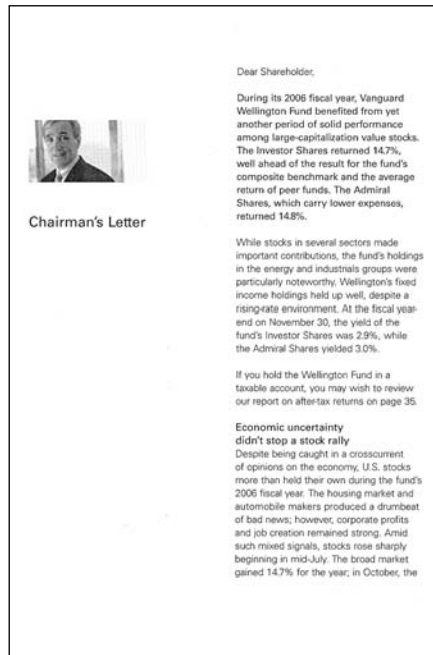 Dear Shareholder,
During its 2006 fiscal year, Vanguard
Wellington Fund benefited from yet
another period of solid performance
among large-capitalization value stocks.
The Investor Shares returned 14.7%,
well ahead of the result for the fund's
composite benchmark and the average
return of peer funds. The Admiral
Shares, which carry lower expenses,
returned 14.8%.
Chairman's Letter
While stocks in several sectors made
important contributions, the fund's holdings
in the energy and industrials groups were
particularly noteworthy. Wellington's fixed
income holdings held up well, despite a
rising-rate environment. At the fiscal year-
end on November 30, the yield of the
fund's Investor Shares was 2.9%, while
the Admiral Shares yielded 3.0%.
If you hold the Wellington Fund in a
taxable account, you may wish to review
our report on after-tax returns on page 35.
Economic uncertainty
didn't stop a stock rally
Despite being caught in a crosscurrent
of opinions on the economy, U.S. stocks
more than held their own during the fund's
2006 fiscal year. The housing market and
automobile makers produced a drumbeat
of bad news; however, corporate profits
and job creation remained strong. Amid
such mixed signals, stocks rose sharply
beginning in mid-July. The broad market
gained 14.7% for the year; in October, the